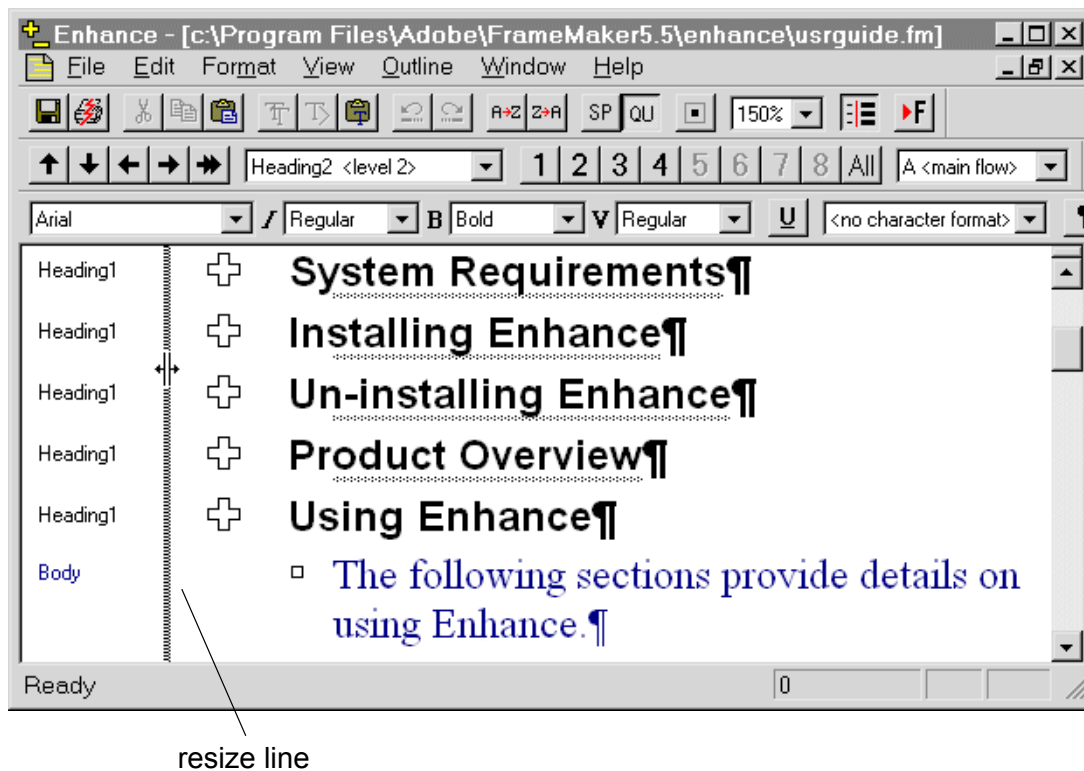 Enhance - [c:\Program Files\Adobe\FrameMaker5.5\enhance\usrguide.fm]
File Edit Format View Outline Window Help
A→Z Z→A SP QU 150% F
Heading2 <level 2> 1 2 3 4 5 6 7 8 All A <main flow>
Arial I Regular B Bold V Regular U <no character format> ¶
Heading1 System Requirements¶
Heading1 Installing Enhance¶
Heading1 Un-installing Enhance¶
Heading1 Product Overview¶
Heading1 Using Enhance¶
Body The following sections provide details on
using Enhance.¶
Ready 0
resize line